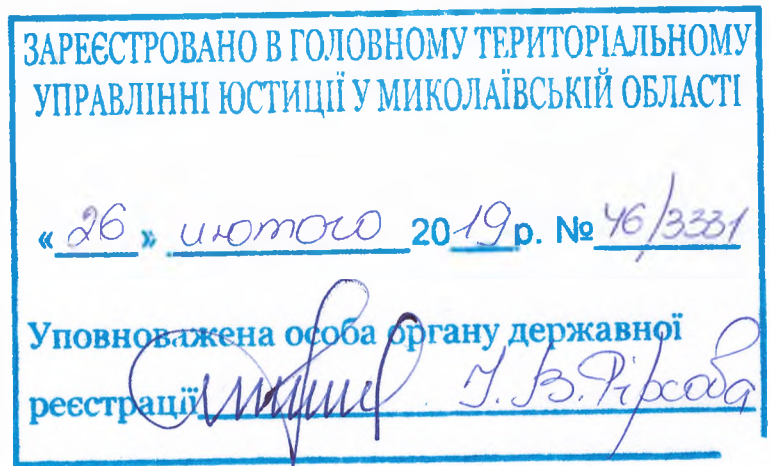 ЗАРЕЄСТРОВАНО В ГОЛОВНОМУ ТЕРИТОРІАЛЬНОМУ
УПРАВЛІННІ ЮСТИЦІЇ У МИКОЛАЇВСЬКІЙ ОБЛАСТІ
«26» лютого 2019 р. № 46/3331
Уповноважена особа органу державної
реєстрації І. В.